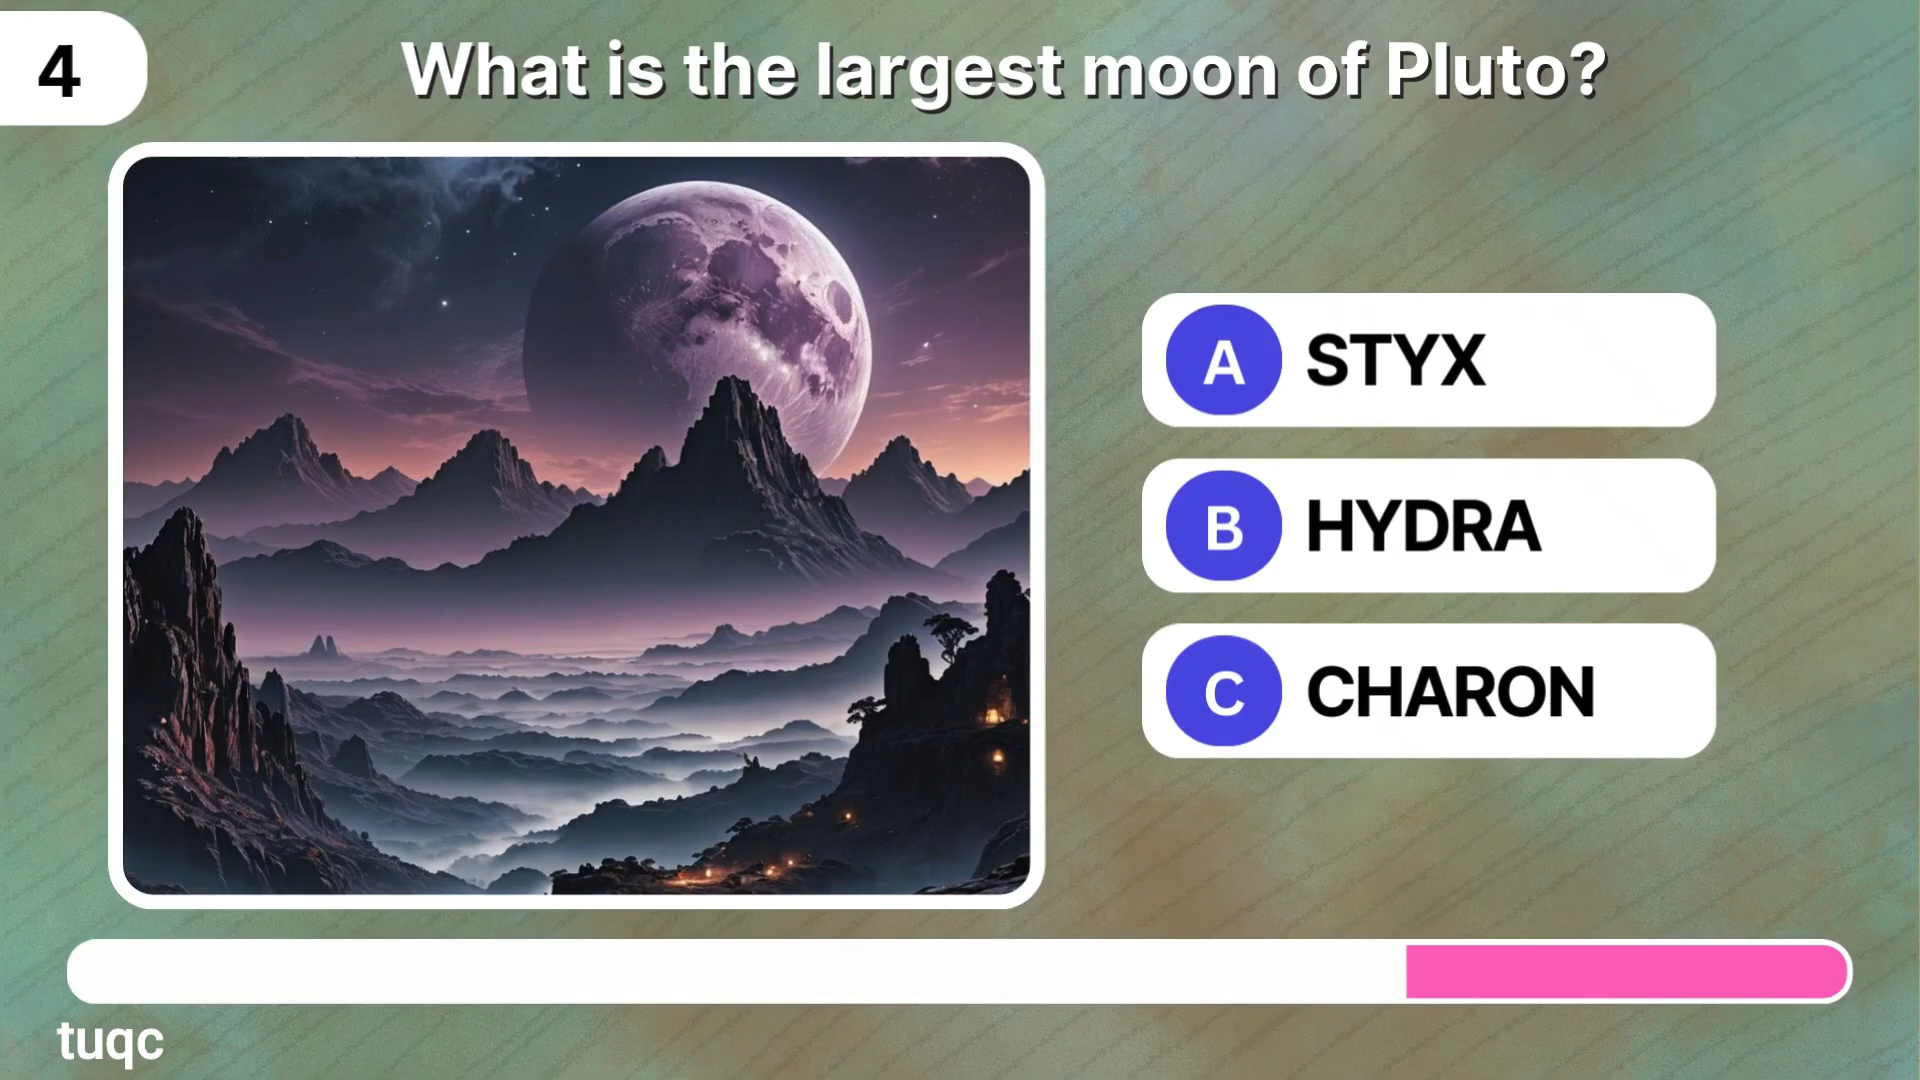 4
What is the largest moon of Pluto?
A STYX
B HYDRA
C CHARON
tuqc